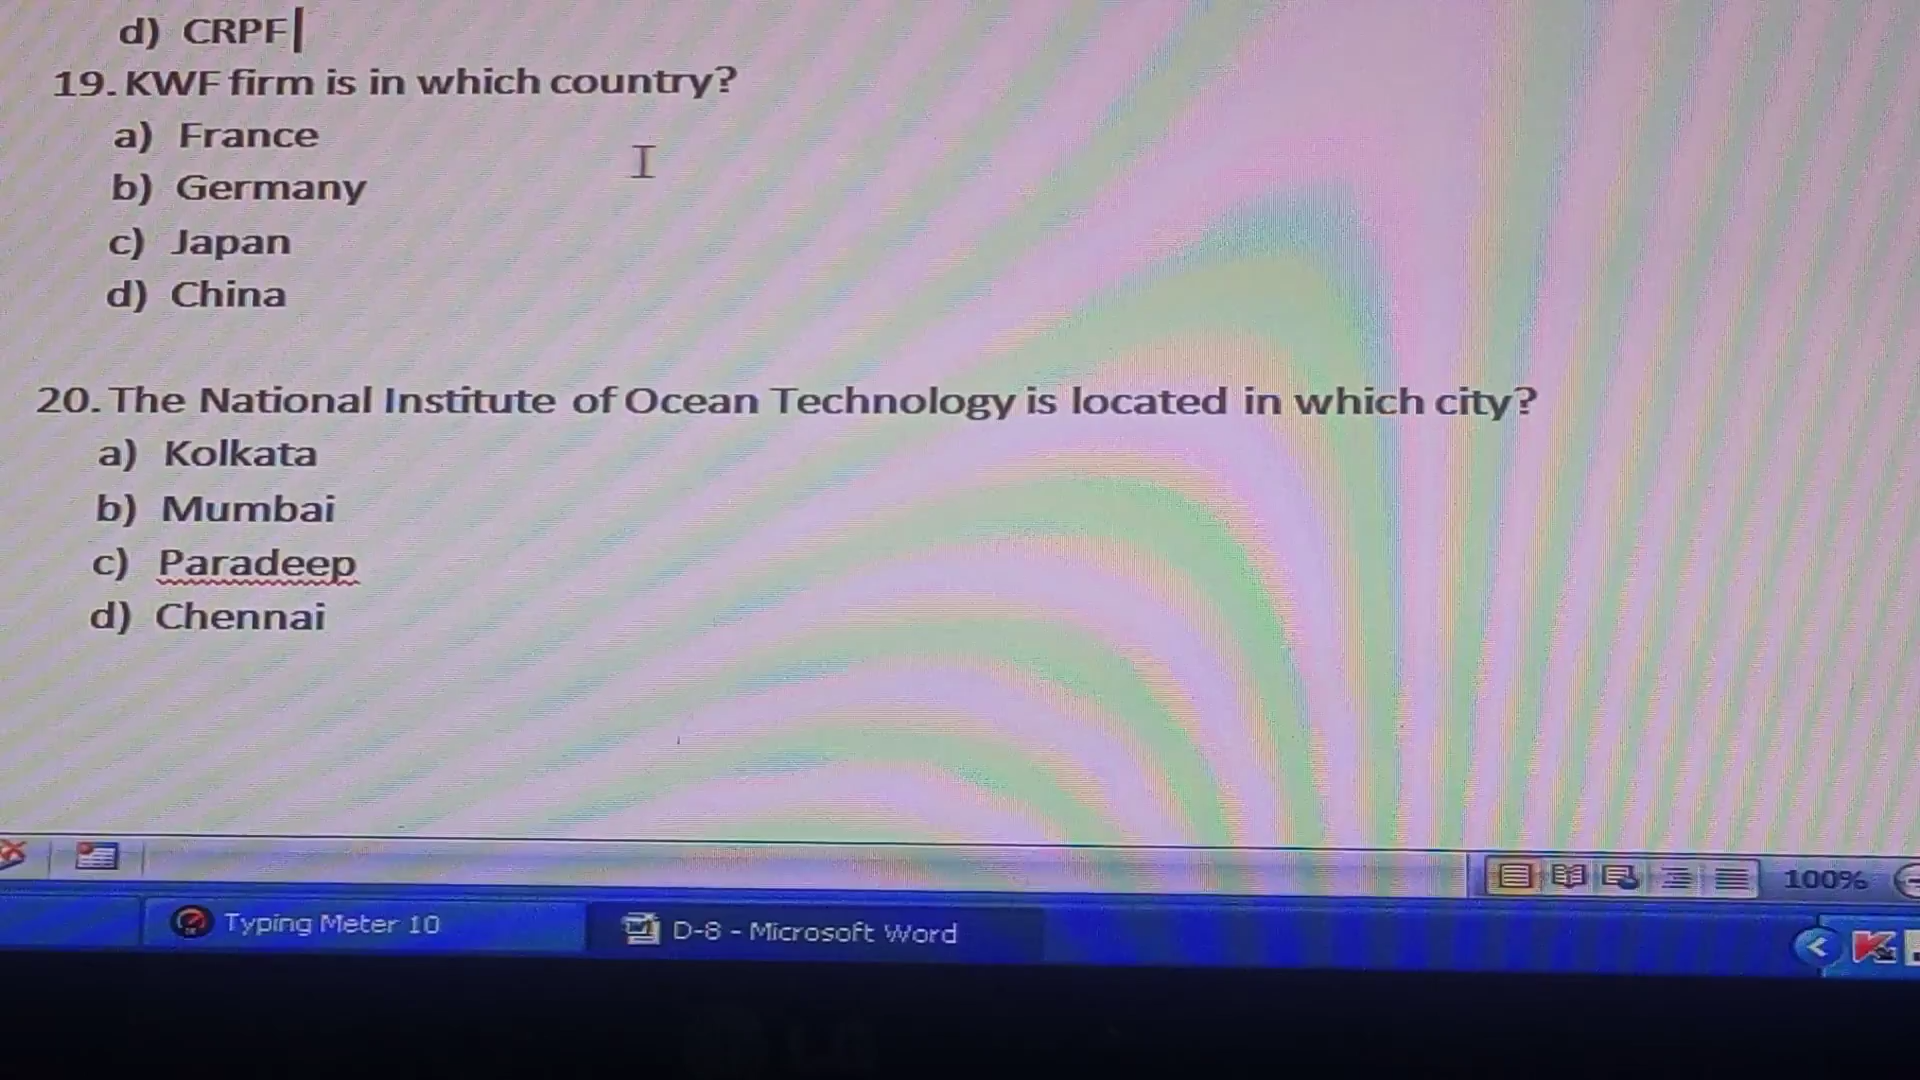 d) CRPF
19. KWF firm is in which country?
a) France
b) Germany
c) Japan
d) China
20. The National Institute of Ocean Technology is located in which city?
a) Kolkata
b) Mumbai
c) Paradeep
d) Chennai
100%
Typing Meter 10
D-8 - Microsoft Word